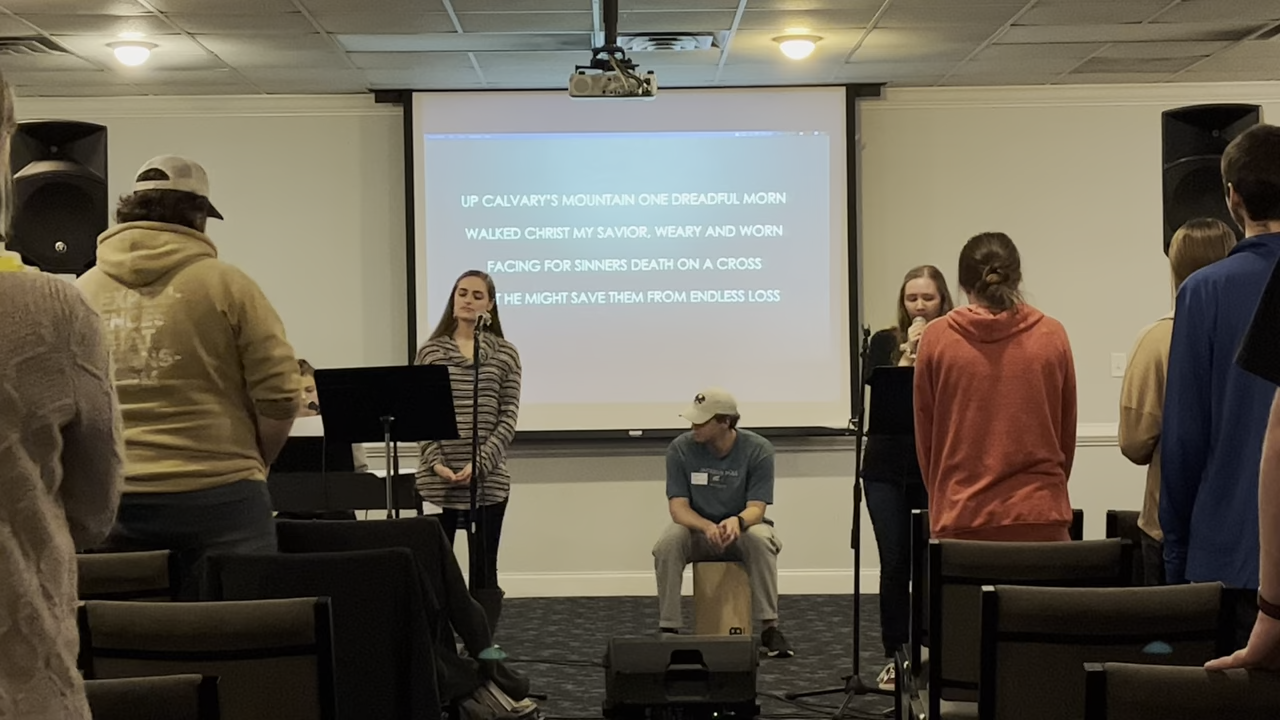 UP CALVARY'S MOUNTAIN ONE DREADFUL MORN
WALKED CHRIST MY SAVIOR, WEARY AND WORN
FACING FOR SINNERS DEATH ON A CROSS
HE MIGHT SAVE THEM FROM ENDLESS LOSS